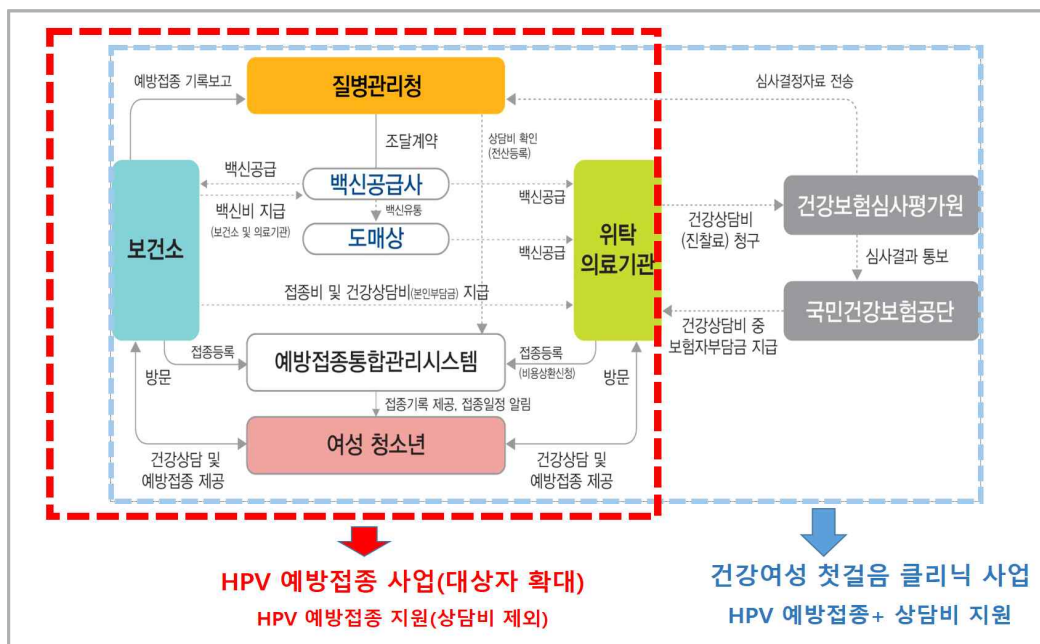 예방접종 기록보고
질병관리청
심사결정자료 전송
조달계약
상담비 확인
(전산등록)
백신공급
백신공급사
백신공급
백신비 지급
(보건소 및 의료기관)
백신유통
도매상
백신공급
보건소
위탁
의료기관
건강상담비
(진찰료) 청구
건강보험심사평가원
심사결과 통보
접종비 및 건강상담비(본인부담금) 지급
국민건강보험공단
건강상담비 중
보험자부담금 지급
접종등록
예방접종통합관리시스템
접종등록
(비용상환신청)
방문
방문
접종기록 제공, 접종일정 알림
여성 청소년
건강상담 및
예방접종 제공
건강상담 및
예방접종 제공
HPV 예방접종 사업(대상자 확대)
HPV 예방접종 지원(상담비 제외)
건강여성 첫걸음 클리닉 사업
HPV 예방접종+ 상담비 지원